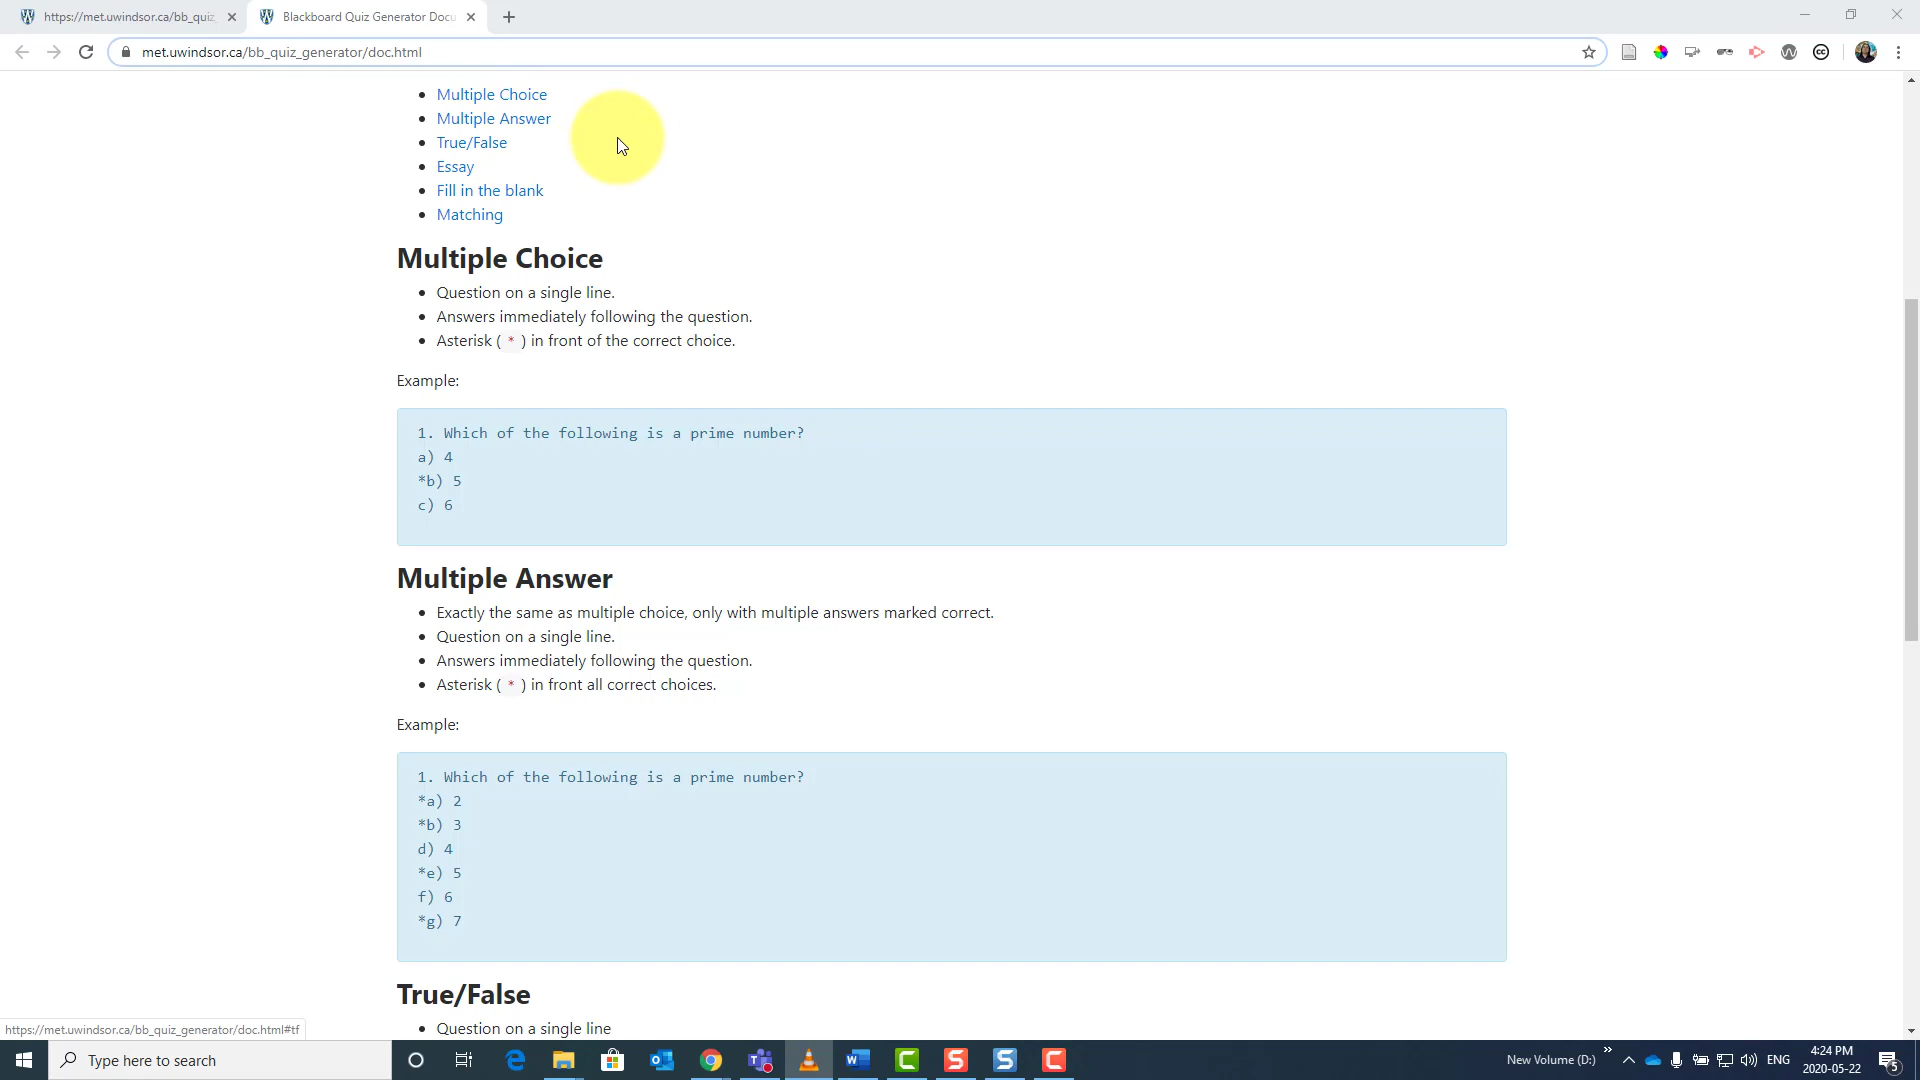 https://met.uwindsor.ca/bb_quiz_
Blackboard Quiz Generator Docu
met.uwindsor.ca/bb_quiz_generator/doc.html
Multiple Choice
Multiple Answer
True/False
Essay
Fill in the blank
Matching
Multiple Choice
Question on a single line.
Answers immediately following the question.
Asterisk ( * ) in front of the correct choice.
Example:
1. Which of the following is a prime number?
a) 4
*b) 5
c) 6
Multiple Answer
Exactly the same as multiple choice, only with multiple answers marked correct.
Question on a single line.
Answers immediately following the question.
Asterisk ( * ) in front all correct choices.
Example:
1. Which of the following is a prime number?
*a) 2
*b) 3
d) 4
*e) 5
f) 6
*g) 7
True/False
Question on a single line
https://met.uwindsor.ca/bb_quiz_generator/doc.html#tf
Type here to search
New Volume (D:)
ENG
4:24 PM
2020-05-22
5